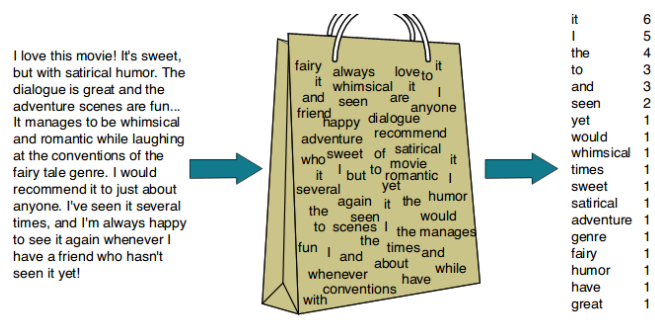 I love this movie! It's sweet,
but with satirical humor. The
dialogue is great and the
adventure scenes are fun...
It manages to be whimsical
and romantic while laughing
at the conventions of the
fairy tale genre. I would
recommend it to just about
anyone. I've seen it several
times, and I'm always happy
to see it again whenever I
have a friend who hasn't
seen it yet!
fairy always love to it
it whimsical it I
and seen are anyone
friend happy dialogue
adventure recommend
who sweet of satirical
it I but to romantic I
movie it
several yet
again it the humor
the seen would
to scenes I the manages
fun I and the times and
about while
whenever have
conventions
with
it 6
I 5
the 4
to 3
and 3
seen 2
yet 1
would 1
whimsical 1
times 1
sweet 1
satirical 1
adventure 1
genre 1
fairy 1
humor 1
have 1
great 1